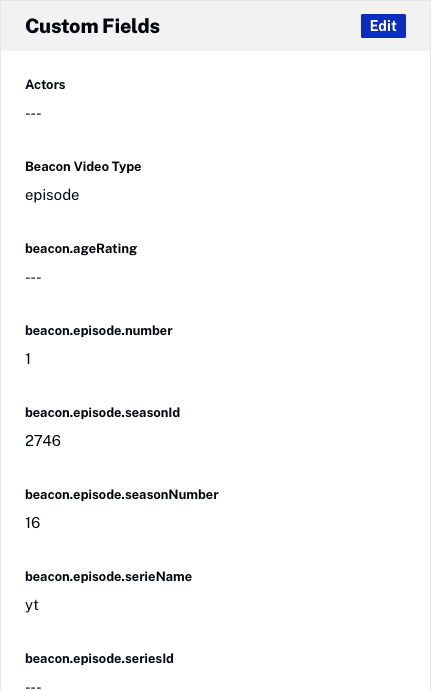 Custom Fields
Edit
Actors
---
Beacon Video Type
episode
beacon.ageRating
---
beacon.episode.number
1
beacon.episode.seasonId
2746
beacon.episode.seasonNumber
16
beacon.episode.serieName
yt
beacon.episode.seriesId
---